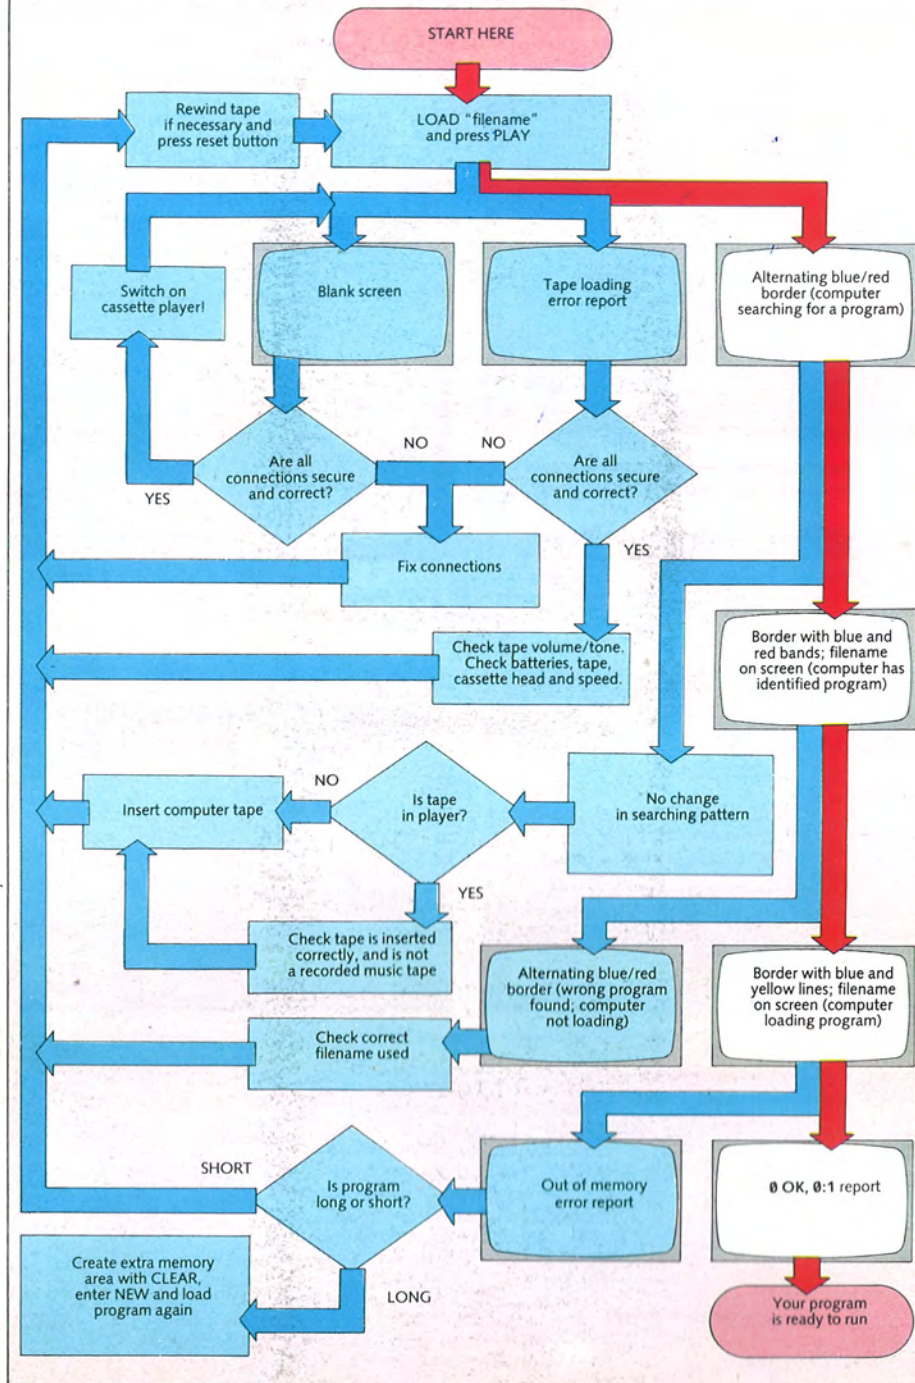 START HERE
Rewind tape
if necessary and
press reset button
LOAD "filename"
and press PLAY
Switch on
cassette player!
Blank screen
Tape loading
error report
Alternating blue/red
border (computer
searching for a program)
Are all
connections secure
and correct?
YES
NO
NO
Are all
connections secure
and correct?
YES
Fix connections
Check tape volume/tone.
Check batteries, tape,
cassette head and speed.
Border with blue and
red bands; filename
on screen (computer has
identified program)
Insert computer tape
NO
Is tape
in player?
YES
No change
in searching pattern
Check tape is inserted
correctly, and is not
a recorded music tape
Alternating blue/red
border (wrong program
found; computer
not loading)
Border with blue and
yellow lines; filename
on screen (computer
loading program)
Check correct
filename used
SHORT
Is program
long or short?
LONG
Out of memory
error report
0 OK, 0:1 report
Create extra memory
area with CLEAR,
enter NEW and load
program again
Your program
is ready to run